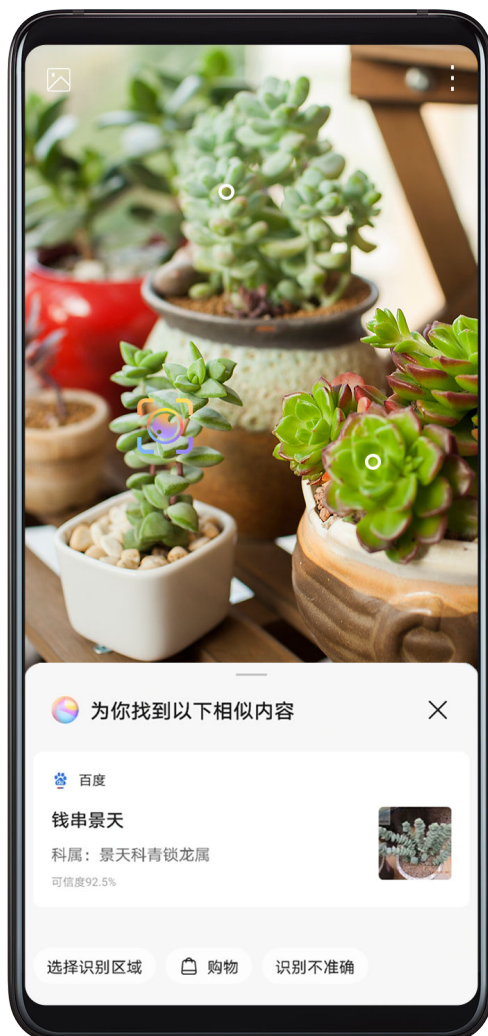 为你找到以下相似内容
百度
钱串景天
科属：景天科青锁龙属
可信度92.5%
选择识别区域
购物
识别不准确